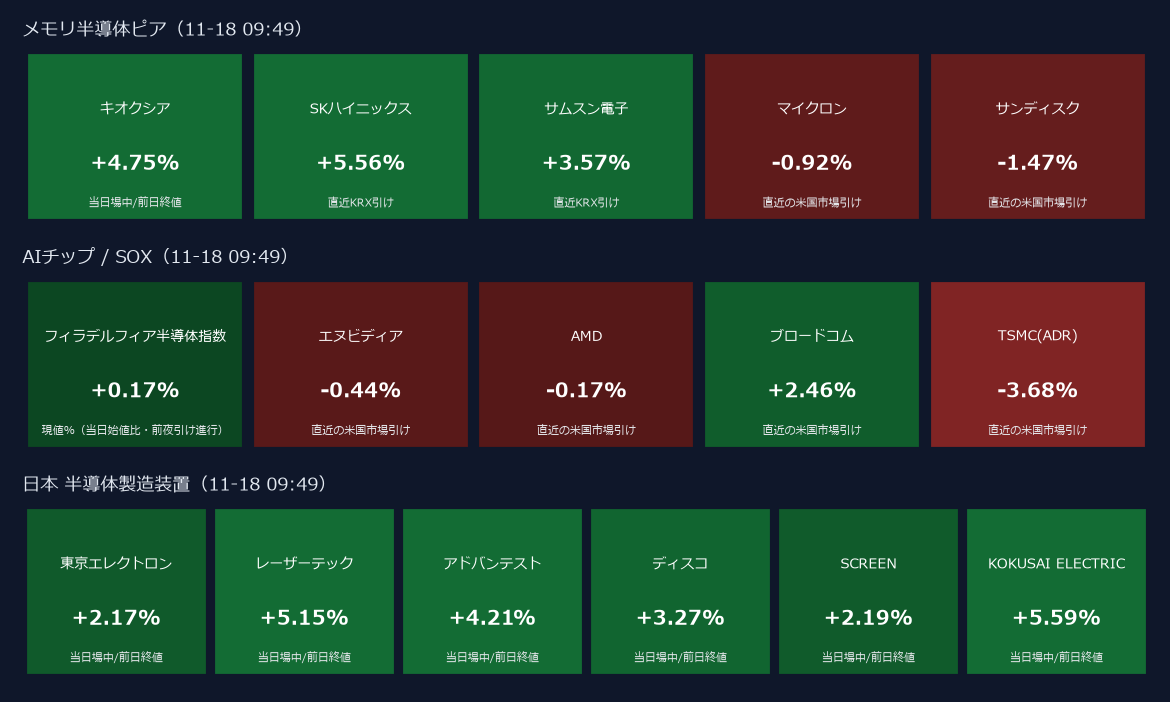 メモリ半導体ピア（11-18 09:49）
キオクシア
+4.75%
当日場中/前日終値
SKハイニックス
+5.56%
直近KRX引け
サムスン電子
+3.57%
直近KRX引け
マイクロン
-0.92%
直近の米国市場引け
サンディスク
-1.47%
直近の米国市場引け
AIチップ / SOX（11-18 09:49）
フィラデルフィア半導体指数
+0.17%
現値%（当日始値比・前夜引け進行）
エヌビディア
-0.44%
直近の米国市場引け
AMD
-0.17%
直近の米国市場引け
ブロードコム
+2.46%
直近の米国市場引け
TSMC(ADR)
-3.68%
直近の米国市場引け
日本 半導体製造装置（11-18 09:49）
東京エレクトロン
+2.17%
当日場中/前日終値
レーザーテック
+5.15%
当日場中/前日終値
アドバンテスト
+4.21%
当日場中/前日終値
ディスコ
+3.27%
当日場中/前日終値
SCREEN
+2.19%
当日場中/前日終値
KOKUSAI ELECTRIC
+5.59%
当日場中/前日終値